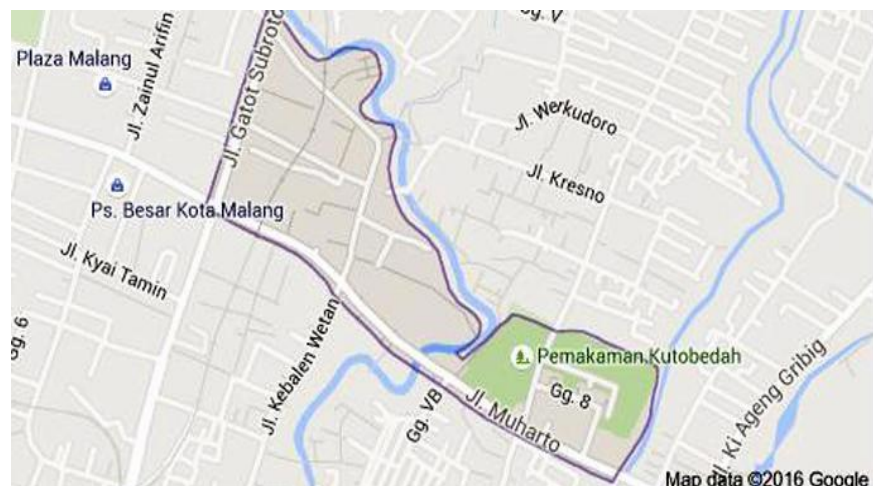 Gg. V
Plaza Malang
Jl. Zainul Arifin
Jl. Gatot Subroto
Jl. Werkudoro
Jl. Kresno
Ps. Besar Kota Malang
Jl. Kyai Tamin
Gg. 6
Jl. Kebalen Wetan
Pemakaman Kutobedah
Gg. 8
Gg. VB
Jl. Muharto
Jl. Ki Ageng Gribig
Map data ©2016 Google